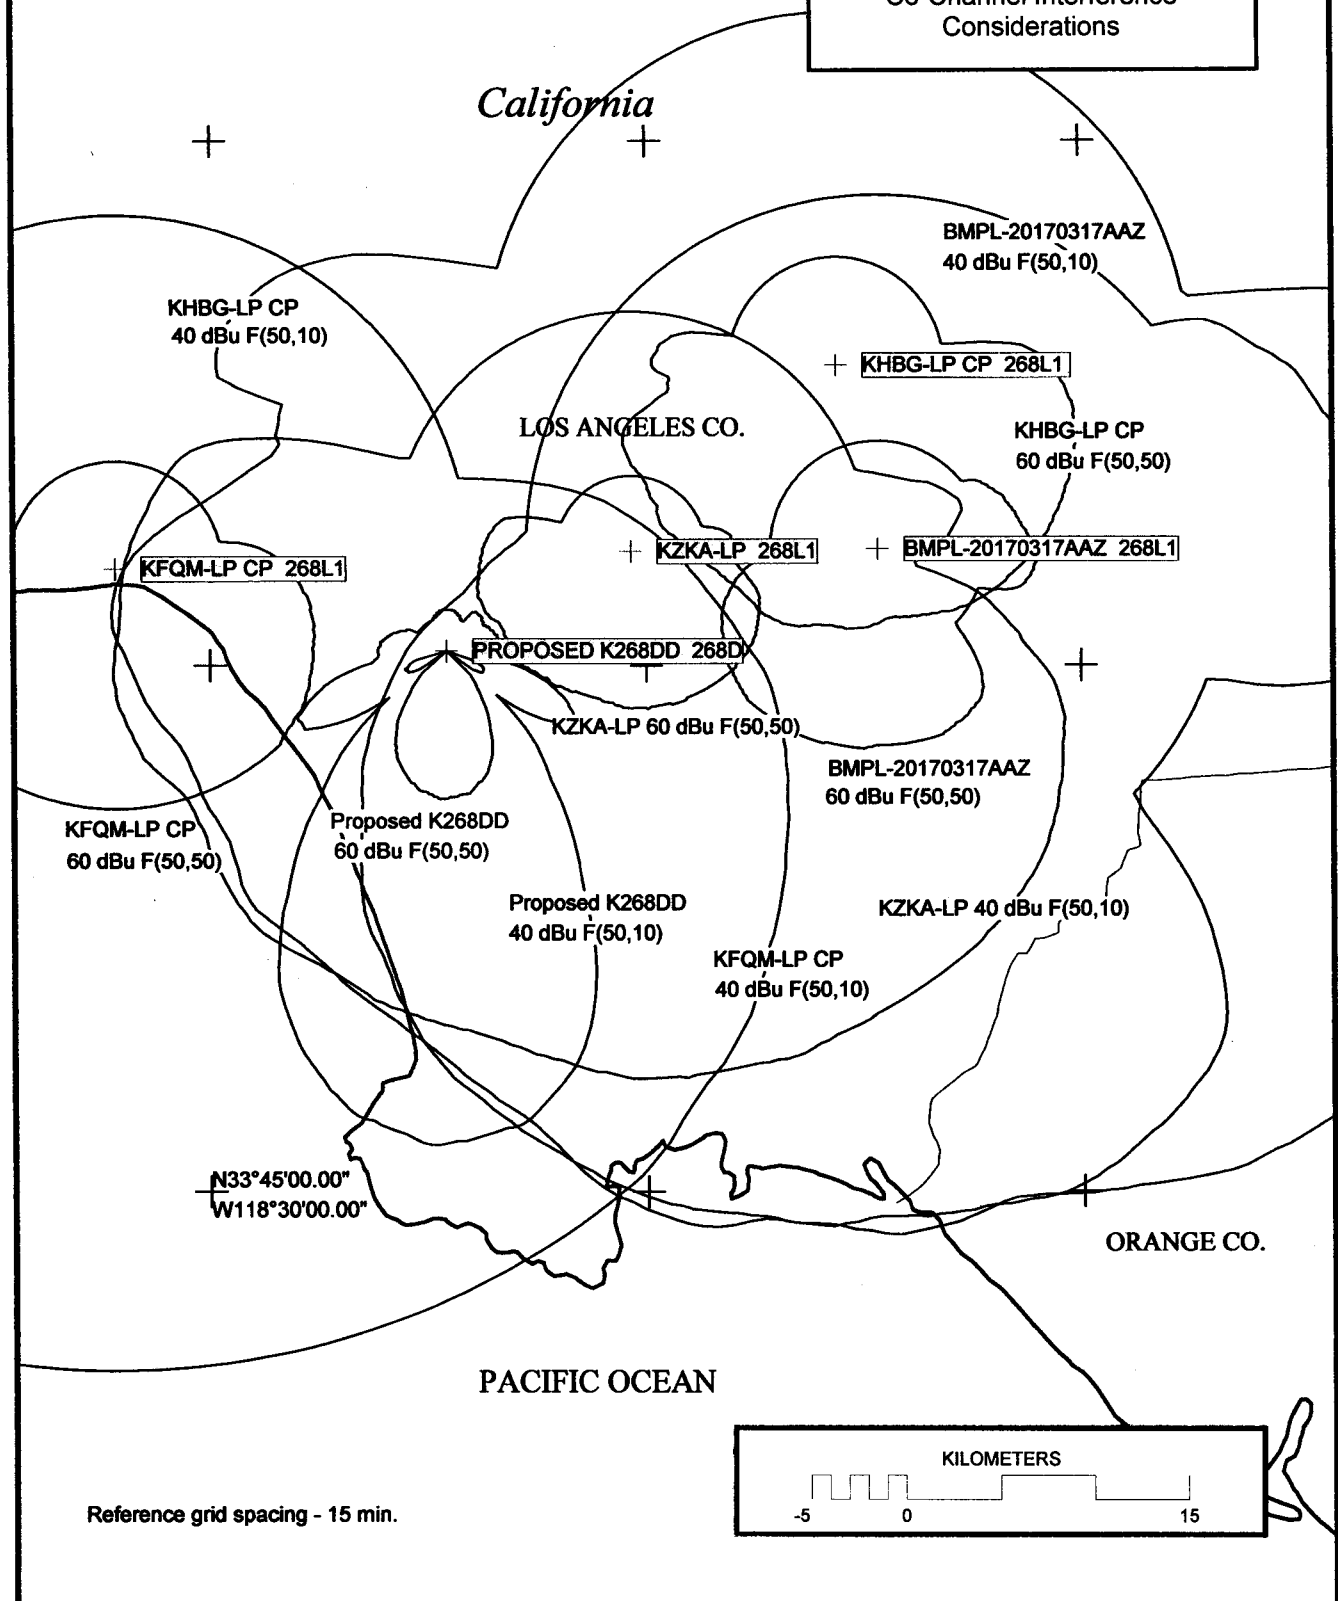 Considerations
California
BMPL-20170317AAZ
40 dBu F(50,10)
KHBG-LP CP
40 dBu F(50,10)
KHBG-LP CP 268L1
LOS ANGELES CO.
KHBG-LP CP
60 dBu F(50,50)
KZKA-LP 268L1
BMPL-20170317AAZ 268L1
KFQM-LP CP 268L1
PROPOSED K268DD 268D
KZKA-LP 60 dBu F(50,50)
BMPL-20170317AAZ
60 dBu F(50,50)
KFQM-LP CP
60 dBu F(50,50)
Proposed K268DD
60 dBu F(50,50)
Proposed K268DD
40 dBu F(50,10)
KZKA-LP 40 dBu F(50,10)
KFQM-LP CP
40 dBu F(50,10)
N33°45'00.00"
W118°30'00.00"
ORANGE CO.
PACIFIC OCEAN
KILOMETERS
-5 0 15
Reference grid spacing - 15 min.